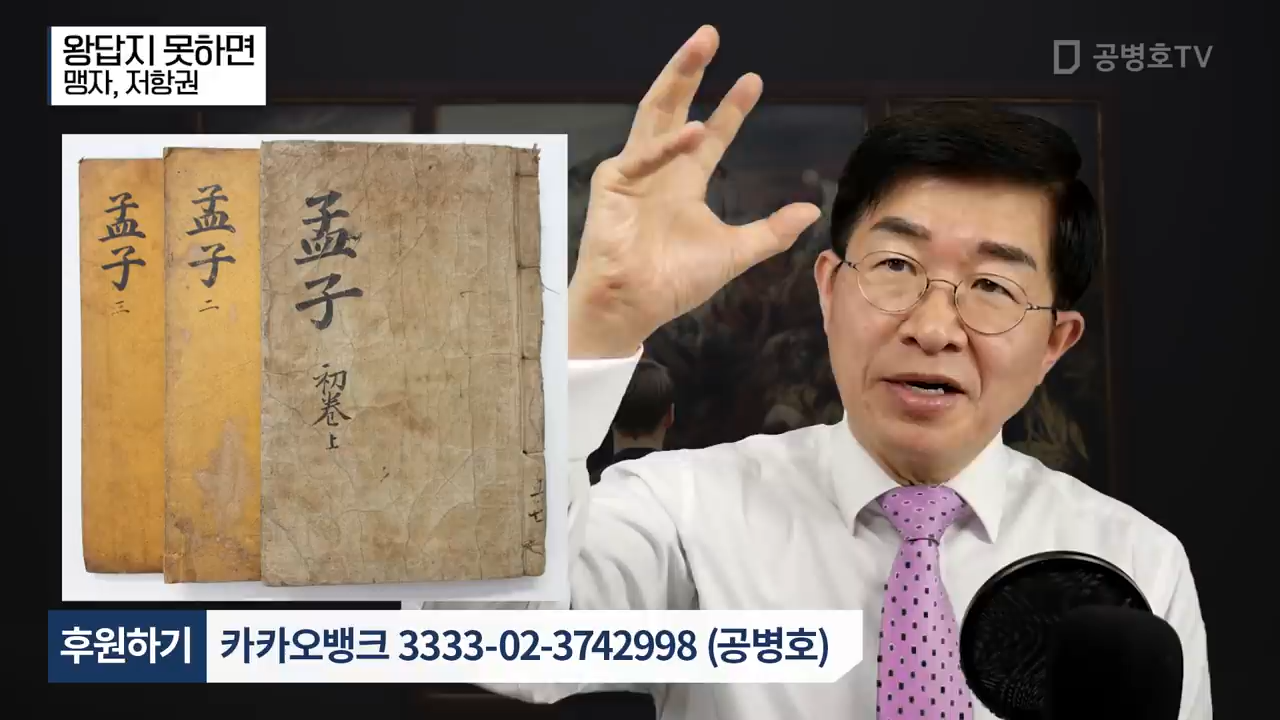 왕답지 못하면
맹자, 저항권
공병호TV
孟子 三
孟子 二
孟子
初卷
上
후원하기 카카오뱅크 3333-02-3742998 (공병호)